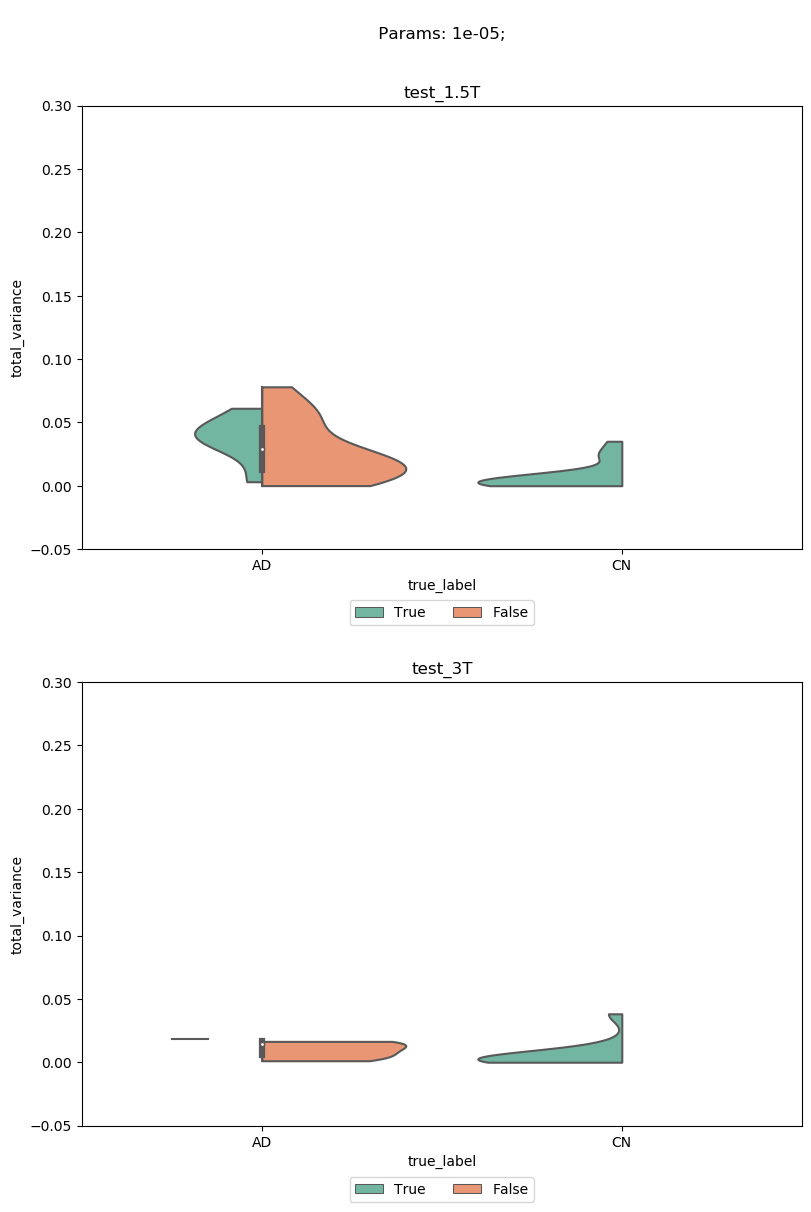 Params: 1e-05;
test_1.5T
0.30
0.25
0.20
0.15
0.10
0.05
0.00
−0.05
total_variance
AD CN
true_label
True False
test_3T
0.30
0.25
0.20
0.15
0.10
0.05
0.00
−0.05
total_variance
AD CN
true_label
True False